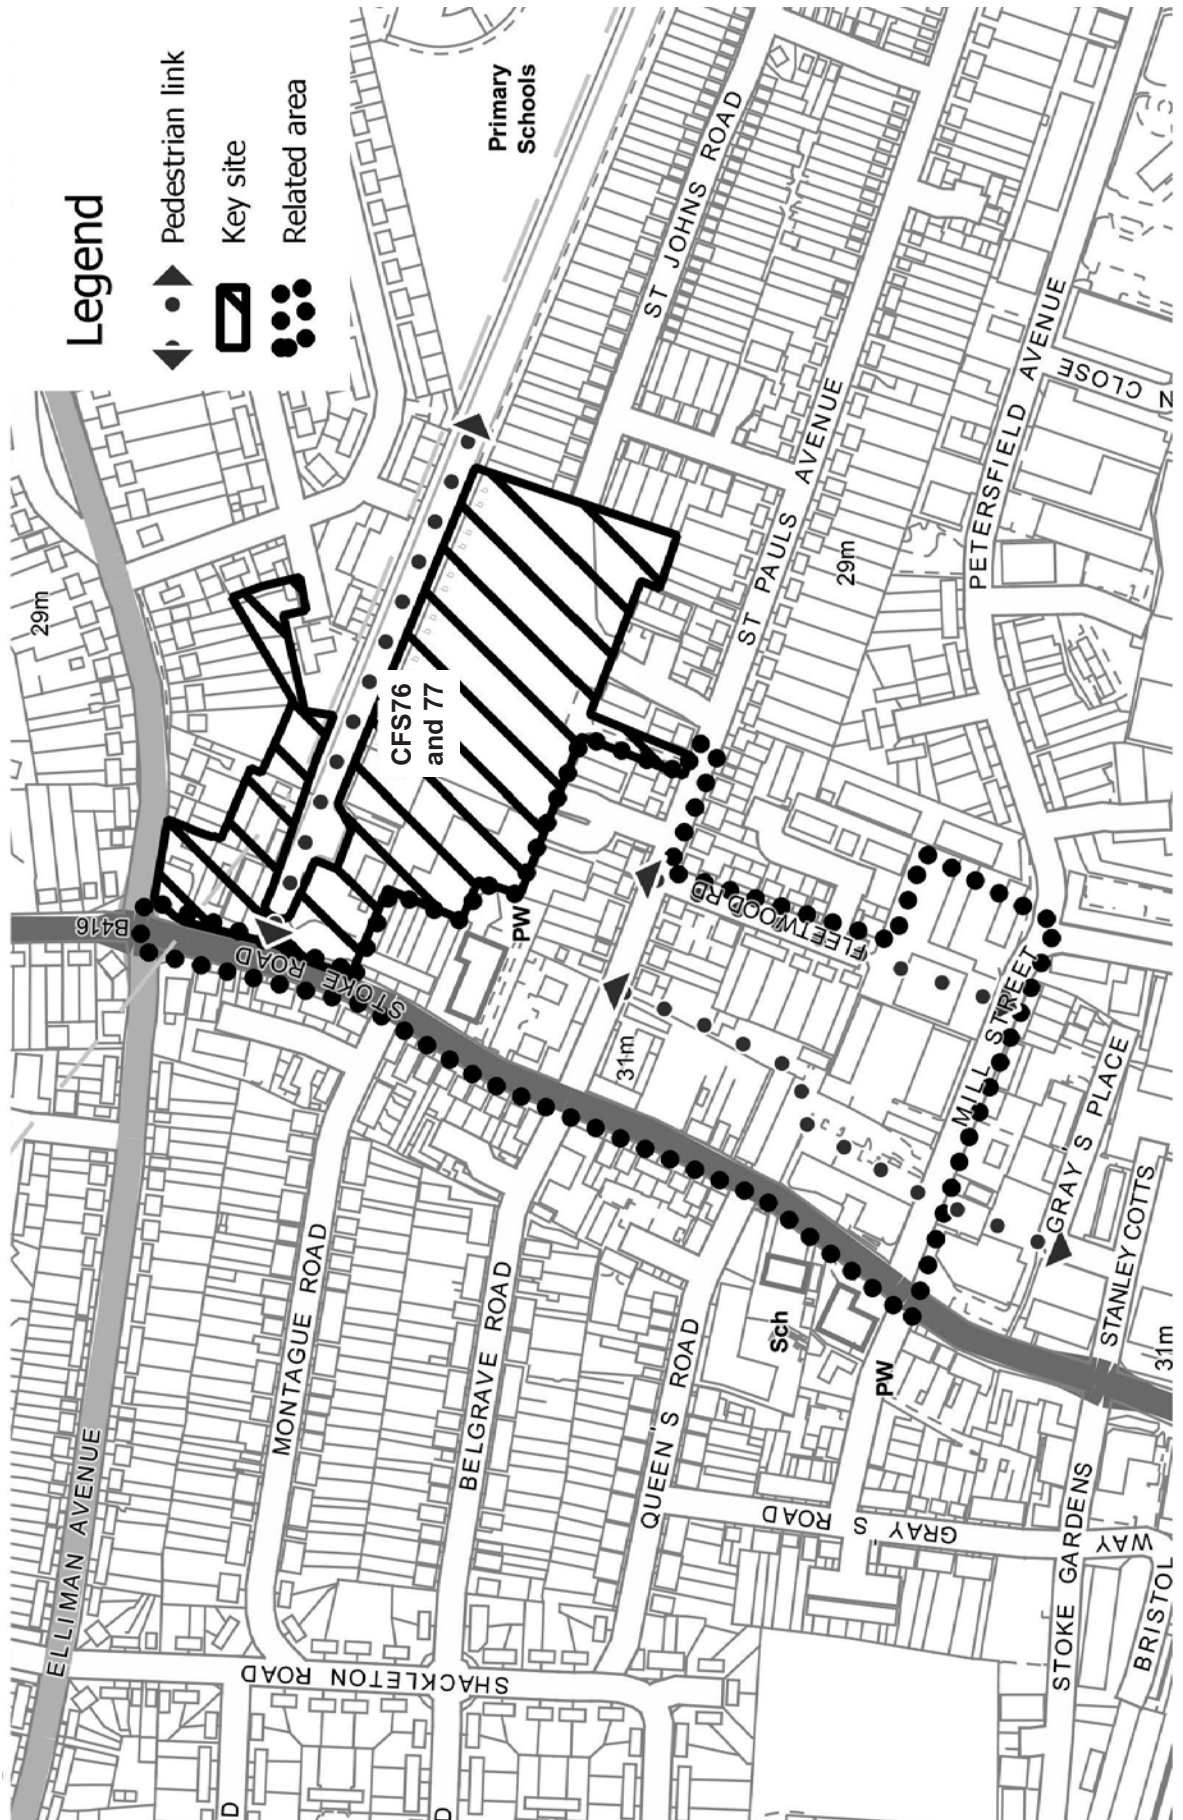 Legend
Pedestrian link
Key site
Related area
Primary
Schools
ST JOHNS ROAD
ST PAULS AVENUE
PETERSFIELD AVENUE
N CLOSE
29m
29m
CFS76
and 77
B416
STOKE ROAD
PW
FLEETWOOD RD
31m
MILL STREET
GRAY'S PLACE
STANLEY COTTS
31m
ELLIMAN AVENUE
MONTAGUE ROAD
BELGRAVE ROAD
QUEEN'S ROAD
Sch
PW
GRAY'S ROAD
STOKE GARDENS
WAY
BRISTOL
SHACKLETON ROAD
D
D